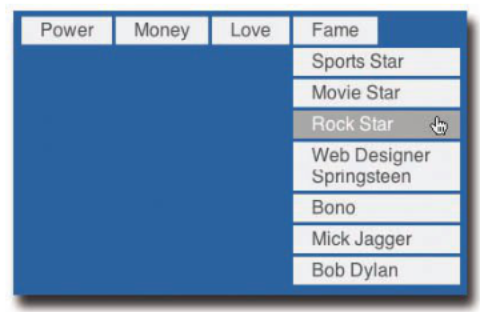 Power Money Love Fame
Sports Star
Movie Star
Rock Star
Web Designer
Springsteen
Bono
Mick Jagger
Bob Dylan